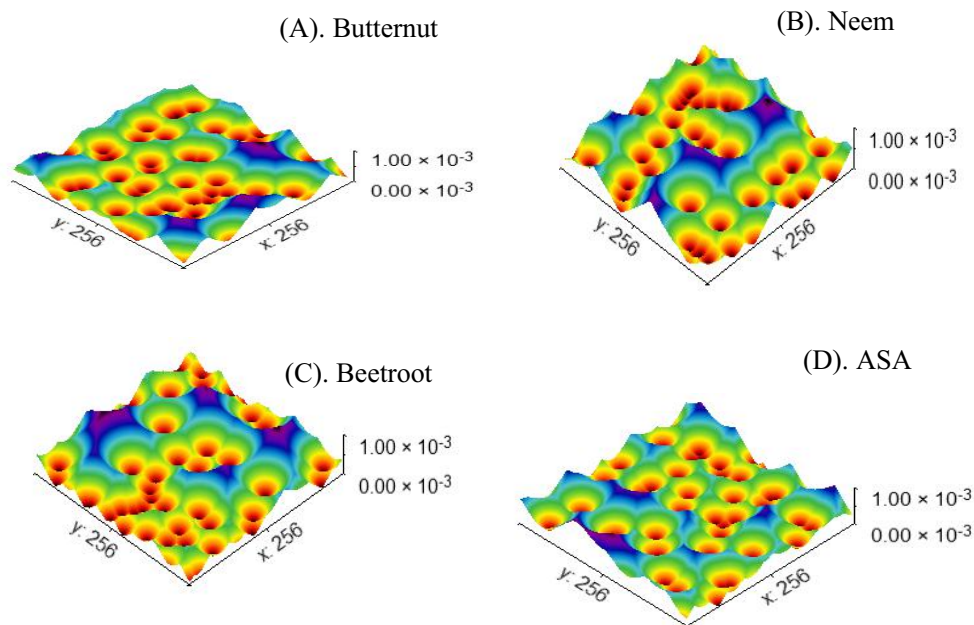 (A). Butternut
1.00 × 10-3
0.00 × 10-3
y: 256
x: 256
(B). Neem
1.00 × 10-3
0.00 × 10-3
y: 256
x: 256
(C). Beetroot
1.00 × 10-3
0.00 × 10-3
y: 256
x: 256
(D). ASA
1.00 × 10-3
0.00 × 10-3
y: 256
x: 256